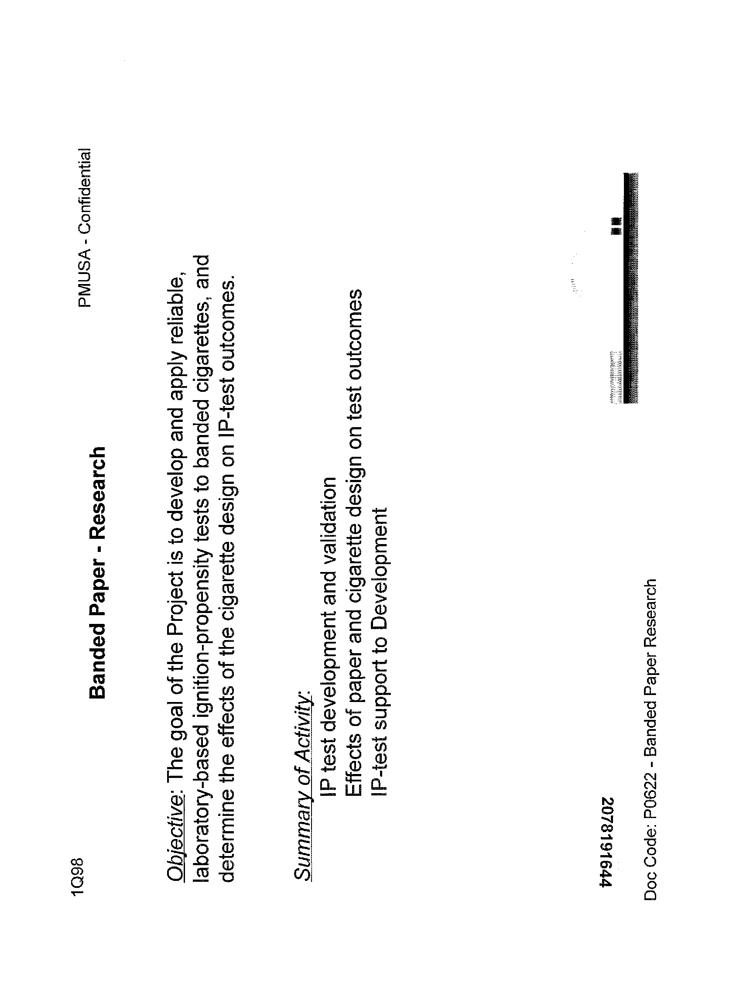 1Q98
PMUSA - Confidential
Banded Paper - Research
Objective: The goal of the Project is to develop and apply reliable,
laboratory-based ignition-propensity tests to banded cigarettes, and
determine the effects of the cigarette design on IP-test outcomes.
Summary of Activity:
IP test development and validation
Effects of paper and cigarette design on test outcomes
IP-test support to Development
2078191644
Doc Code: P0622 - Banded Paper Research